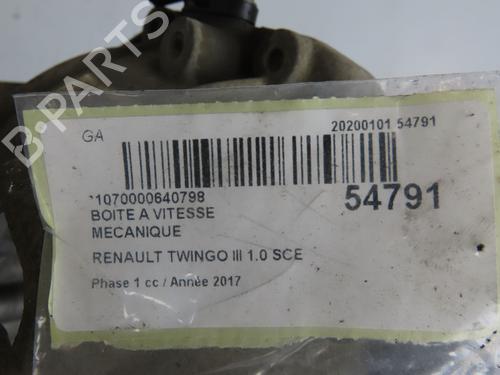 GA
20200101 54791
11070000640798
54791
BOITE A VITESSE
MECANIQUE
RENAULT TWINGO III 1.0 SCE
Phase 1 cc / Année 2017
B-PARTS